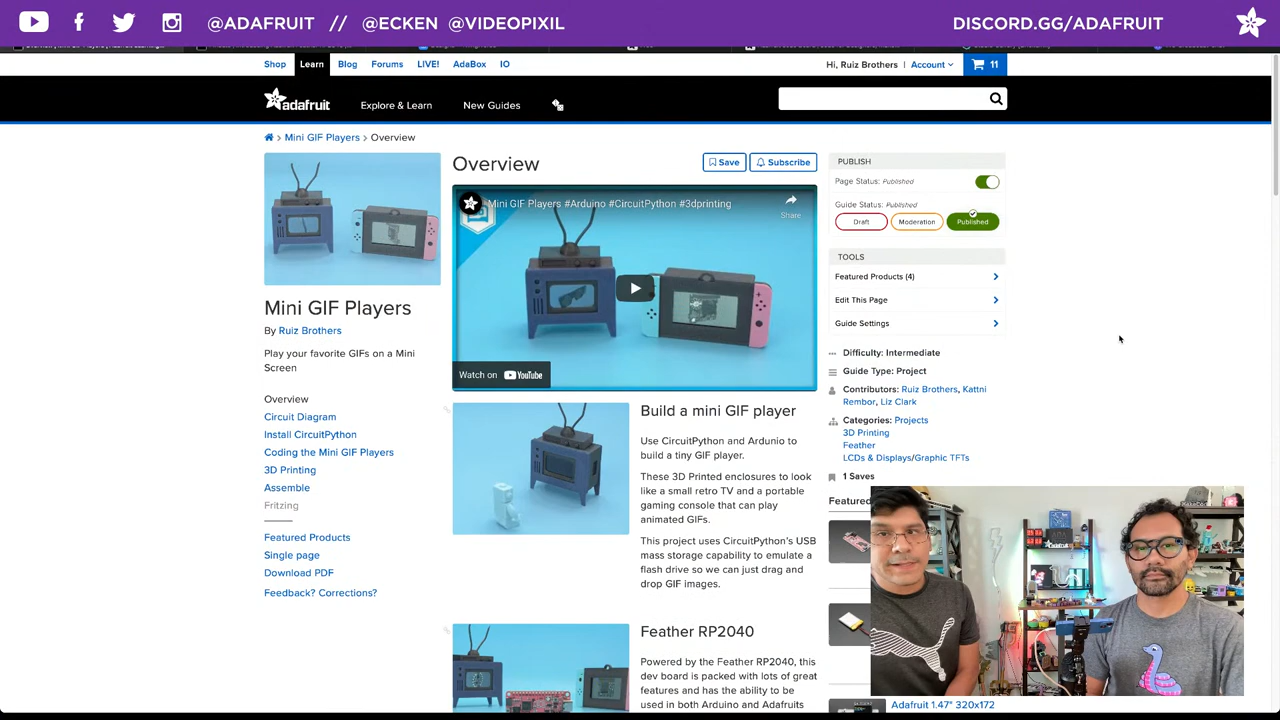 @ADAFRUIT // @ECKEN @VIDEOPIXIL
DISCORD.GG/ADAFRUIT
Shop Learn Blog Forums LIVE! AdaBox IO
Hi, Ruiz Brothers | Account 11
adafruit
Explore & Learn New Guides
Mini GIF Players > Overview
Mini GIF Players
By Ruiz Brothers
Play your favorite GIFs on a Mini
Screen
Overview
Circuit Diagram
Install CircuitPython
Coding the Mini GIF Players
3D Printing
Assemble
Fritzing
Featured Products
Single page
Download PDF
Feedback? Corrections?
Overview
Save
Subscribe
Mini GIF Players #Arduino #CircuitPython #3dprinting
Share
Watch on YouTube
Build a mini GIF player
Use CircuitPython and Ardunio to
build a tiny GIF player.
These 3D Printed enclosures to look
like a small retro TV and a portable
gaming console that can play
animated GIFs.
This project uses CircuitPython's USB
mass storage capability to emulate a
flash drive so we can just drag and
drop GIF images.
Feather RP2040
Powered by the Feather RP2040, this
dev board is packed with lots of great
features and has the ability to be
used in both Arduino and Adafruits
PUBLISH
Page Status: Published
Guide Status: Published
Draft Moderation Published
TOOLS
Featured Products (4)
Edit This Page
Guide Settings
Difficulty: Intermediate
Guide Type: Project
Contributors: Ruiz Brothers, Kattni
Rembor, Liz Clark
Categories: Projects
3D Printing
Feather
LCDs & Displays/Graphic TFTs
1 Saves
Featured
Adafruit 1.47" 320x172